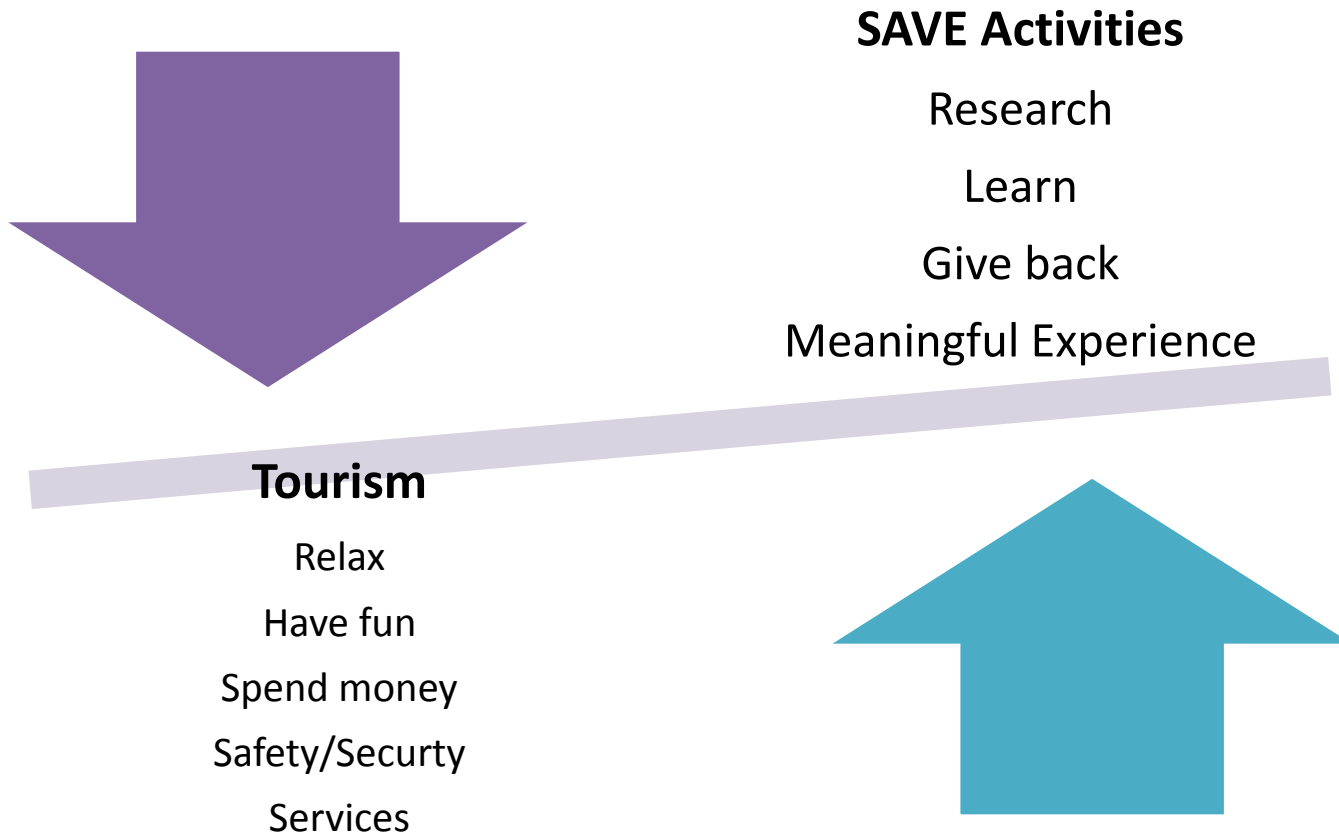 SAVE Activities
Research
Learn
Give back
Meaningful Experience
Tourism
Relax
Have fun
Spend money
Safety/Securty
Services